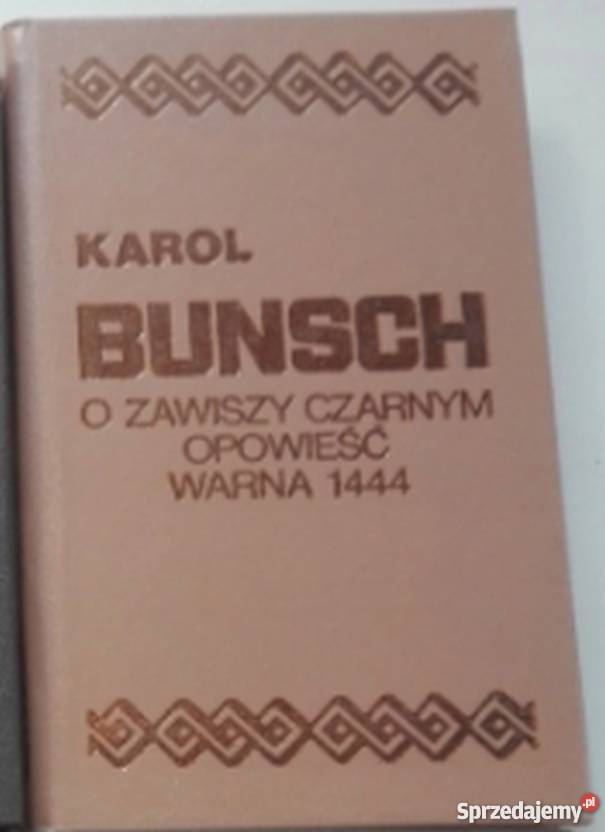 KAROL
BUNSCH
O ZAWISZY CZARNYM
OPOWIEŚĆ
WARNA 1444
Sprzedajemy.pl